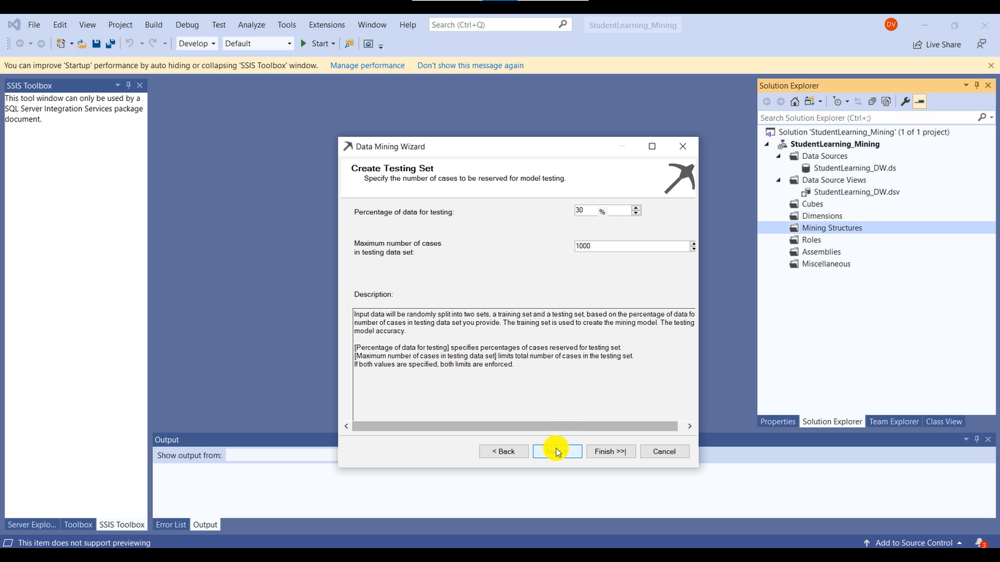 File Edit View Project Build Debug Test Analyze Tools Extensions Window Help Search (Ctrl+Q) StudentLearning_Mining DV
Develop Default Start Live Share
You can improve 'Startup' performance by auto hiding or collapsing 'SSIS Toolbox' window. Manage performance Don't show this message again
SSIS Toolbox
This tool window can only be used by a
SQL Server Integration Services package
document.
Data Mining Wizard
Create Testing Set
Specify the number of cases to be reserved for model testing.
Percentage of data for testing: 30 %
Maximum number of cases
in testing data set: 1000
Description:
Input data will be randomly split into two sets, a training set and a testing set, based on the percentage of data fo
number of cases in testing data set you provide. The training set is used to create the mining model. The testing
model accuracy.
[Percentage of data for testing] specifies percentages of cases reserved for testing set.
[Maximum number of cases in testing data set] limits total number of cases in the testing set.
If both values are specified, both limits are enforced.
< Back Finish >>| Cancel
Solution Explorer
Search Solution Explorer (Ctrl+;)
Solution 'StudentLearning_Mining' (1 of 1 project)
StudentLearning_Mining
Data Sources
StudentLearning_DW.ds
Data Source Views
StudentLearning_DW.dsv
Cubes
Dimensions
Mining Structures
Roles
Assemblies
Miscellaneous
Properties Solution Explorer Team Explorer Class View
Output
Show output from:
Server Explo... Toolbox SSIS Toolbox Error List Output
This item does not support previewing Add to Source Control 3